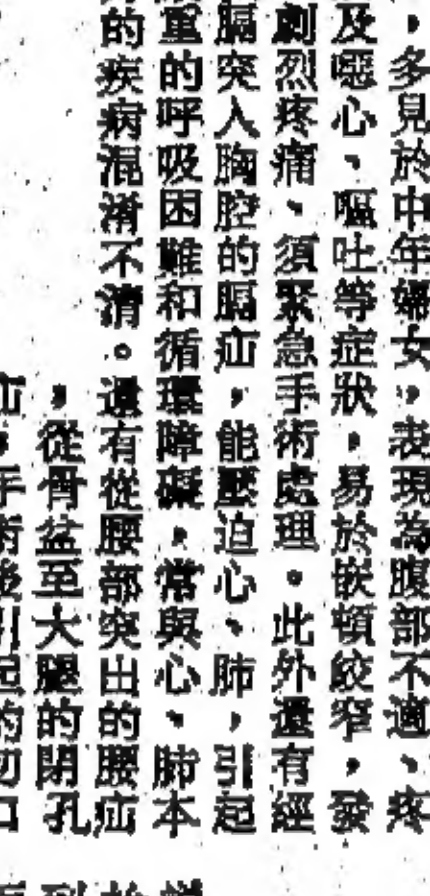 ，多見於中年婦女，表現為腹部不適、疼
及噁心、嘔吐等症狀，易於嵌頓絞窄，發
劇烈疼痛、須緊急手術處理。此外還有經
膈突入胸腔的膈疝，能壓迫心、肺，引起
重的呼吸困難和循環障礙，常與心、肺本
的疾病混淆不清。還有從腰部突出的腰疝
，從骨盆至大腿的閉孔
疝，手術後引起的切口